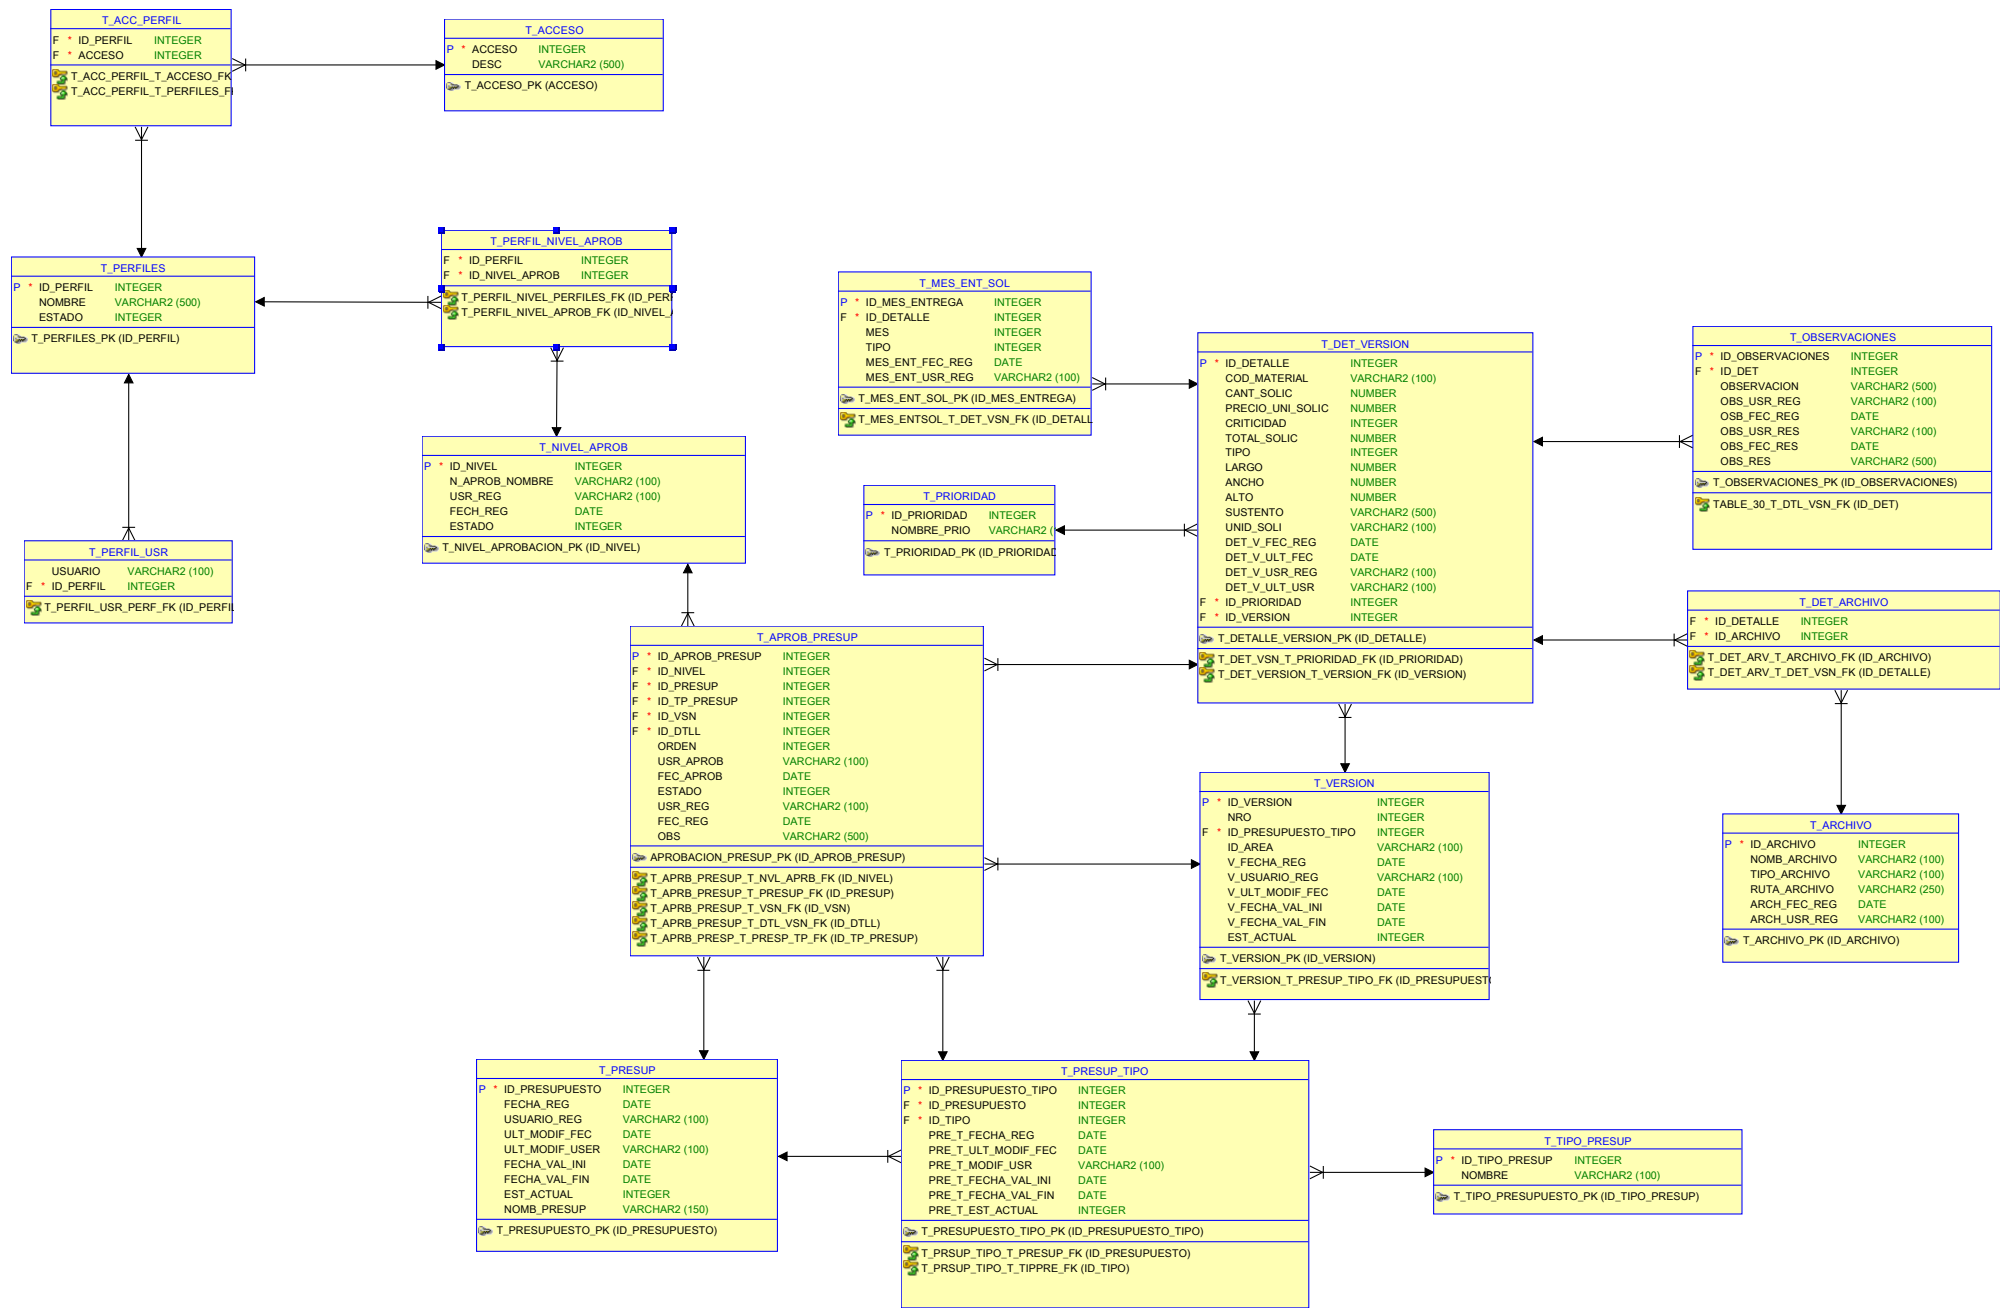 T_ACC_PERFIL
F * ID_PERFIL INTEGER
F * ACCESO INTEGER
T_ACC_PERFIL_T_ACCESO_FK
T_ACC_PERFIL_T_PERFILES_F
T_ACCESO
P * ACCESO INTEGER
DESC VARCHAR2 (500)
T_ACCESO_PK (ACCESO)
T_PERFILES
P * ID_PERFIL INTEGER
NOMBRE VARCHAR2 (500)
ESTADO INTEGER
T_PERFILES_PK (ID_PERFIL)
T_PERFIL_NIVEL_APROB
F * ID_PERFIL INTEGER
F * ID_NIVEL_APROB INTEGER
T_PERFIL_NIVEL_PERFILES_FK (ID_PERF
T_PERFIL_NIVEL_APROB_FK (ID_NIVEL_
T_MES_ENT_SOL
P * ID_MES_ENTREGA INTEGER
F * ID_DETALLE INTEGER
MES INTEGER
TIPO INTEGER
MES_ENT_FEC_REG DATE
MES_ENT_USR_REG VARCHAR2 (100)
T_MES_ENT_SOL_PK (ID_MES_ENTREGA)
T_MES_ENTSOL_T_DET_VSN_FK (ID_DETALL
T_DET_VERSION
P * ID_DETALLE INTEGER
COD_MATERIAL VARCHAR2 (100)
CANT_SOLIC NUMBER
PRECIO_UNI_SOLIC NUMBER
CRITICIDAD INTEGER
TOTAL_SOLIC NUMBER
TIPO INTEGER
LARGO NUMBER
ANCHO NUMBER
ALTO NUMBER
SUSTENTO VARCHAR2 (500)
UNID_SOLI VARCHAR2 (100)
DET_V_FEC_REG DATE
DET_V_ULT_FEC DATE
DET_V_USR_REG VARCHAR2 (100)
DET_V_ULT_USR VARCHAR2 (100)
F * ID_PRIORIDAD INTEGER
F * ID_VERSION INTEGER
T_DETALLE_VERSION_PK (ID_DETALLE)
T_DET_VSN_T_PRIORIDAD_FK (ID_PRIORIDAD)
T_DET_VERSION_T_VERSION_FK (ID_VERSION)
T_OBSERVACIONES
P * ID_OBSERVACIONES INTEGER
F * ID_DET INTEGER
OBSERVACION VARCHAR2 (500)
OBS_USR_REG VARCHAR2 (100)
OSB_FEC_REG DATE
OBS_USR_RES VARCHAR2 (100)
OBS_FEC_RES DATE
OBS_RES VARCHAR2 (500)
T_OBSERVACIONES_PK (ID_OBSERVACIONES)
TABLE_30_T_DTL_VSN_FK (ID_DET)
T_NIVEL_APROB
P * ID_NIVEL INTEGER
N_APROB_NOMBRE VARCHAR2 (100)
USR_REG VARCHAR2 (100)
FECH_REG DATE
ESTADO INTEGER
T_NIVEL_APROBACION_PK (ID_NIVEL)
T_PRIORIDAD
P * ID_PRIORIDAD INTEGER
NOMBRE_PRIO VARCHAR2 (
T_PRIORIDAD_PK (ID_PRIORIDAD
T_PERFIL_USR
USUARIO VARCHAR2 (100)
F * ID_PERFIL INTEGER
T_PERFIL_USR_PERF_FK (ID_PERFIL
T_DET_ARCHIVO
F * ID_DETALLE INTEGER
F * ID_ARCHIVO INTEGER
T_DET_ARV_T_ARCHIVO_FK (ID_ARCHIVO)
T_DET_ARV_T_DET_VSN_FK (ID_DETALLE)
T_APROB_PRESUP
P * ID_APROB_PRESUP INTEGER
F * ID_NIVEL INTEGER
F * ID_PRESUP INTEGER
F * ID_TP_PRESUP INTEGER
F * ID_VSN INTEGER
F * ID_DTLL INTEGER
ORDEN INTEGER
USR_APROB VARCHAR2 (100)
FEC_APROB DATE
ESTADO INTEGER
USR_REG VARCHAR2 (100)
FEC_REG DATE
OBS VARCHAR2 (500)
APROBACION_PRESUP_PK (ID_APROB_PRESUP)
T_APRB_PRESUP_T_NVL_APRB_FK (ID_NIVEL)
T_APRB_PRESUP_T_PRESUP_FK (ID_PRESUP)
T_APRB_PRESUP_T_VSN_FK (ID_VSN)
T_APRB_PRESUP_T_DTL_VSN_FK (ID_DTLL)
T_APRB_PRESP_T_PRESP_TP_FK (ID_TP_PRESUP)
T_VERSION
P * ID_VERSION INTEGER
NRO INTEGER
F * ID_PRESUPUESTO_TIPO INTEGER
ID_AREA VARCHAR2 (100)
V_FECHA_REG DATE
V_USUARIO_REG VARCHAR2 (100)
V_ULT_MODIF_FEC DATE
V_FECHA_VAL_INI DATE
V_FECHA_VAL_FIN DATE
EST_ACTUAL INTEGER
T_VERSION_PK (ID_VERSION)
T_VERSION_T_PRESUP_TIPO_FK (ID_PRESUPUEST
T_ARCHIVO
P * ID_ARCHIVO INTEGER
NOMB_ARCHIVO VARCHAR2 (100)
TIPO_ARCHIVO VARCHAR2 (100)
RUTA_ARCHIVO VARCHAR2 (250)
ARCH_FEC_REG DATE
ARCH_USR_REG VARCHAR2 (100)
T_ARCHIVO_PK (ID_ARCHIVO)
T_PRESUP
P * ID_PRESUPUESTO INTEGER
FECHA_REG DATE
USUARIO_REG VARCHAR2 (100)
ULT_MODIF_FEC DATE
ULT_MODIF_USER VARCHAR2 (100)
FECHA_VAL_INI DATE
FECHA_VAL_FIN DATE
EST_ACTUAL INTEGER
NOMB_PRESUP VARCHAR2 (150)
T_PRESUPUESTO_PK (ID_PRESUPUESTO)
T_PRESUP_TIPO
P * ID_PRESUPUESTO_TIPO INTEGER
F * ID_PRESUPUESTO INTEGER
F * ID_TIPO INTEGER
PRE_T_FECHA_REG DATE
PRE_T_ULT_MODIF_FEC DATE
PRE_T_MODIF_USR VARCHAR2 (100)
PRE_T_FECHA_VAL_INI DATE
PRE_T_FECHA_VAL_FIN DATE
PRE_T_EST_ACTUAL INTEGER
T_PRESUPUESTO_TIPO_PK (ID_PRESUPUESTO_TIPO)
T_PRSUP_TIPO_T_PRESUP_FK (ID_PRESUPUESTO)
T_PRSUP_TIPO_T_TIPPRE_FK (ID_TIPO)
T_TIPO_PRESUP
P * ID_TIPO_PRESUP INTEGER
NOMBRE VARCHAR2 (100)
T_TIPO_PRESUPUESTO_PK (ID_TIPO_PRESUP)